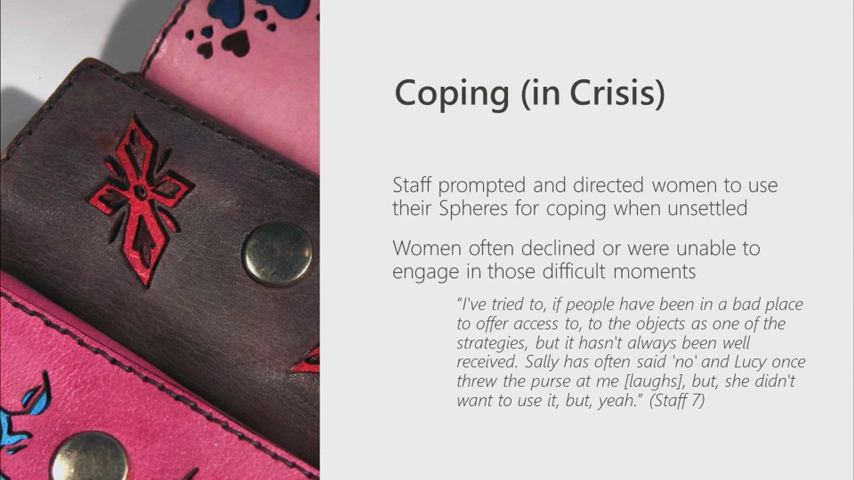 Coping (in Crisis)
Staff prompted and directed women to use
their Spheres for coping when unsettled
Women often declined or were unable to
engage in those difficult moments
"I've tried to, if people have been in a bad place
to offer access to, to the objects as one of the
strategies, but it hasn't always been well
received. Sally has often said 'no' and Lucy once
threw the purse at me [laughs], but, she didn't
want to use it, but, yeah." (Staff 7)